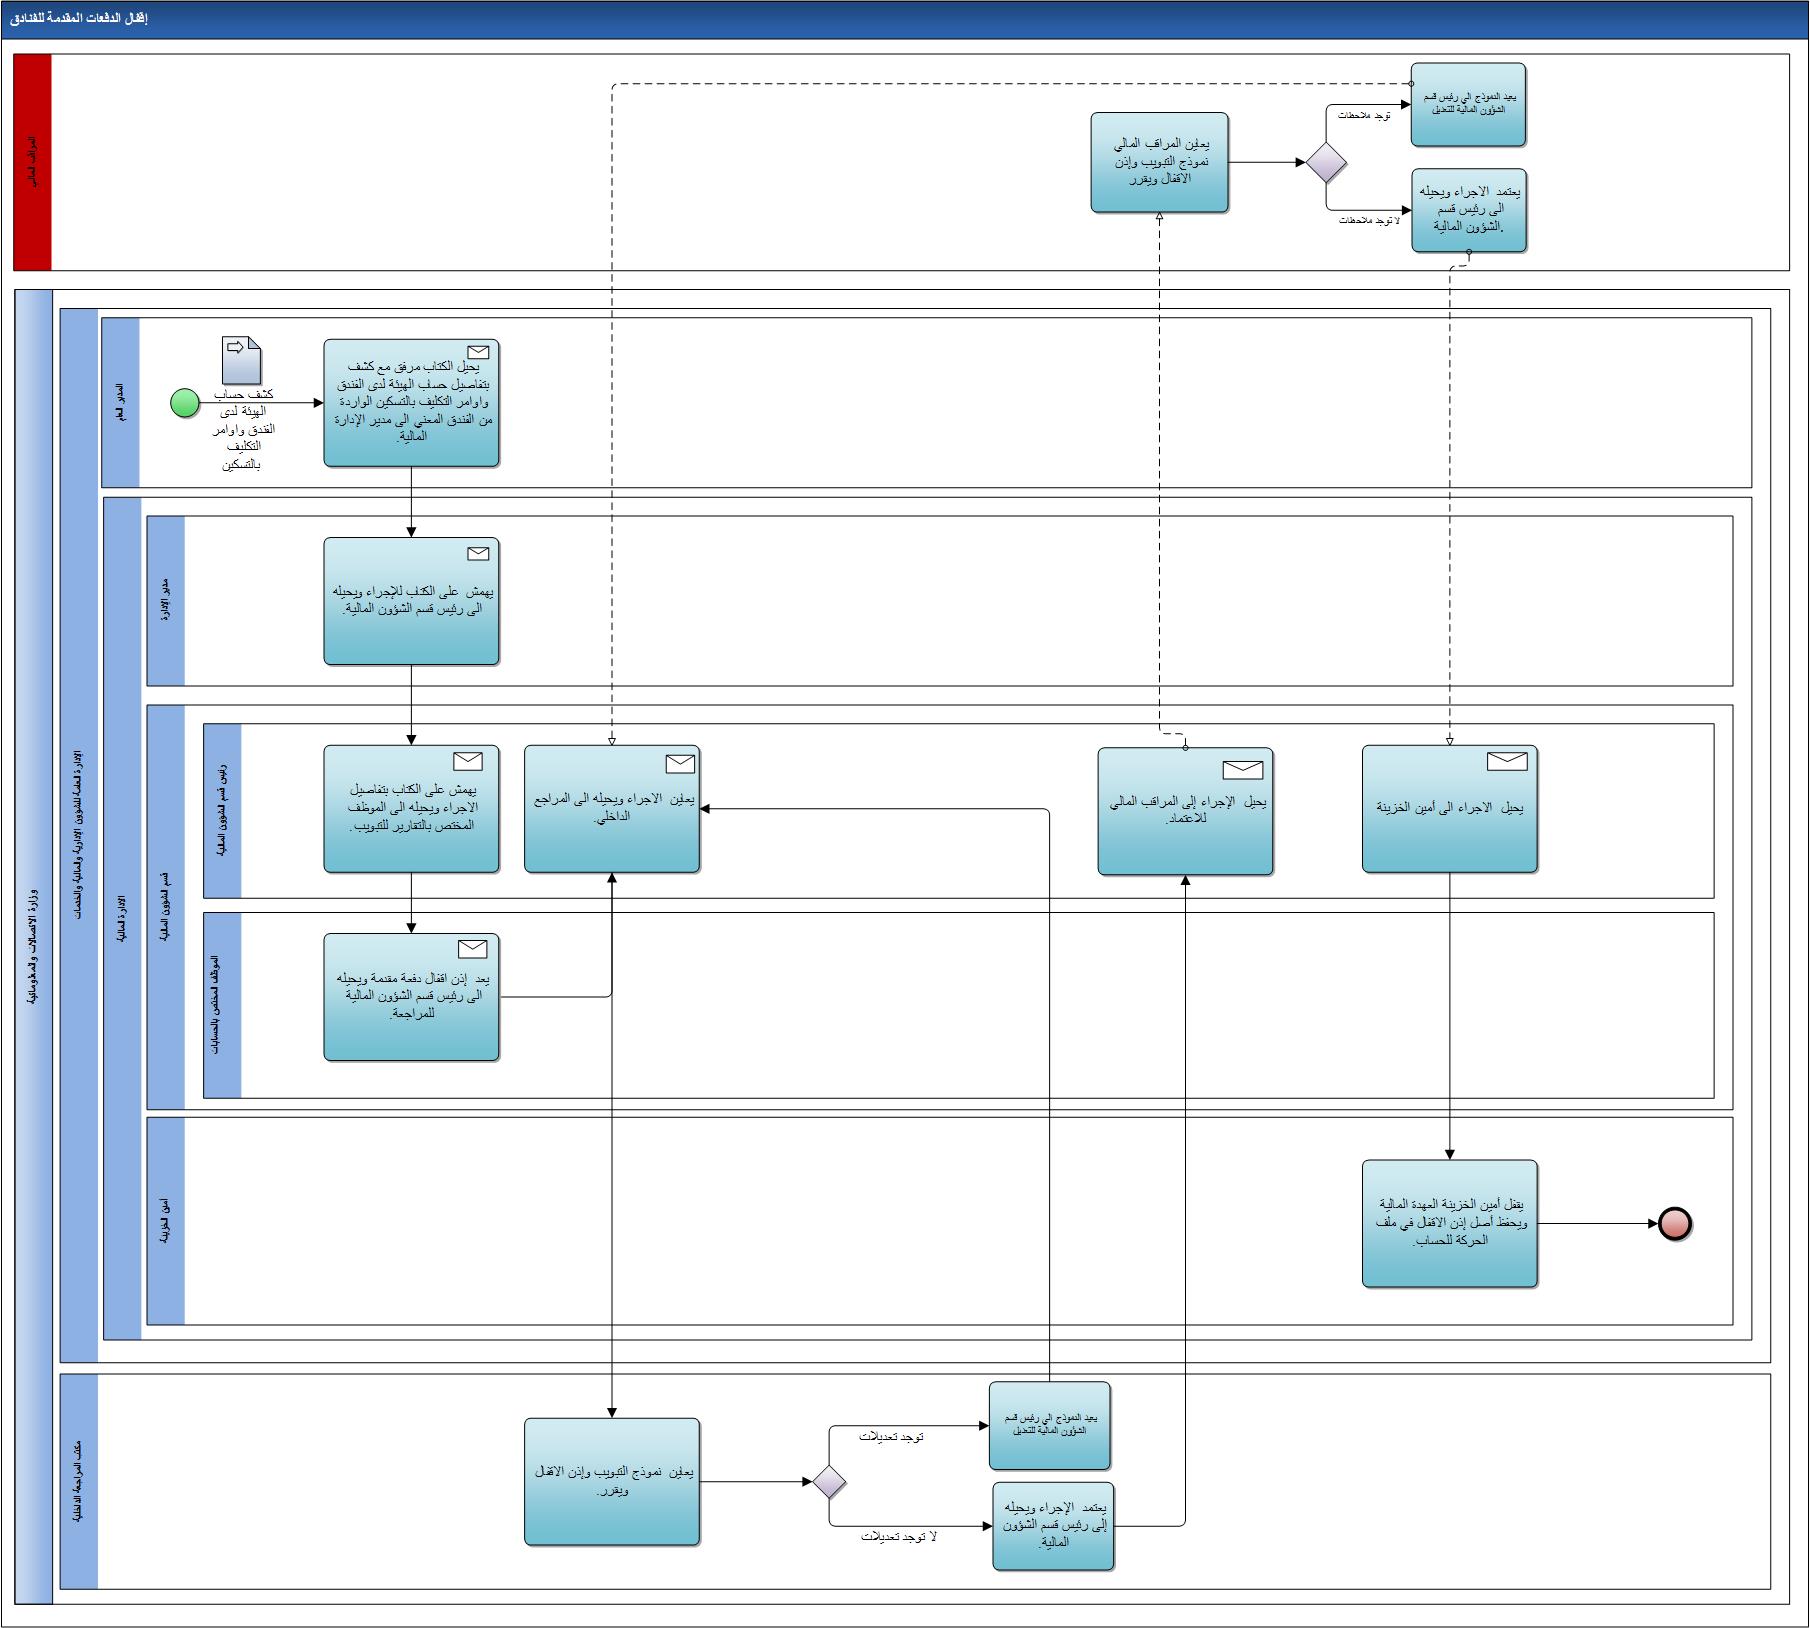 إقفال الدفعات المقدمة للفنادق
المراقب المالي
يعاين المراقب المالي
نموذج التبويب وإذن
الاقفال ويقرر
توجد ملاحظات
لا توجد ملاحظات
يعيد النموذج الي رئيس قسم
الشؤون المالية للتعديل
يعتمد الاجراء ويحيله
الى رئيس قسم
الشؤون المالية.
وزارة الاتصالات والمعلوماتية
الإدارة العامة للشؤون الإدارية والمالية والخدمات
المدير العام
كشف حساب
الهيئة لدى
الفندق واوامر
التكليف
بالتسكين
يحيل الكتاب مرفق مع كشف
بتفاصيل حساب الهيئة لدى الفندق
واوامر التكليف بالتسكين الواردة
من الفندق المعني الى مدير الإدارة
المالية.
الادارة المالية
مدير الإدارة
يهمش على الكتاب للإجراء ويحيله
الى رئيس قسم الشؤون المالية.
قسم الشؤون المالية
رئيس قسم الشؤون المالية
يهمش على الكتاب بتفاصيل
الاجراء ويحيله الى الموظف
المختص بالتقارير للتبويب.
يعاين الاجراء ويحيله الى المراجع
الداخلي.
يحيل الإجراء إلى المراقب المالي
للاعتماد.
يحيل الاجراء الى أمين الخزينة
الموظف المختص بالحسابات
يعد إذن اقفال دفعة مقدمة ويحيله
الى رئيس قسم الشؤون المالية
للمراجعة.
أمين الخزينة
يقفل أمين الخزينة العهدة المالية
ويحفظ أصل إذن الاقفال في ملف
الحركة للحساب.
مكتب المراجعة الداخلية
يعاين نموذج التبويب وإذن الاقفال
ويقرر.
توجد تعديلات
لا توجد تعديلات
يعيد النموذج الي رئيس قسم
الشؤون المالية للتعديل
يعتمد الإجراء ويحيله
إلى رئيس قسم الشؤون
المالية.